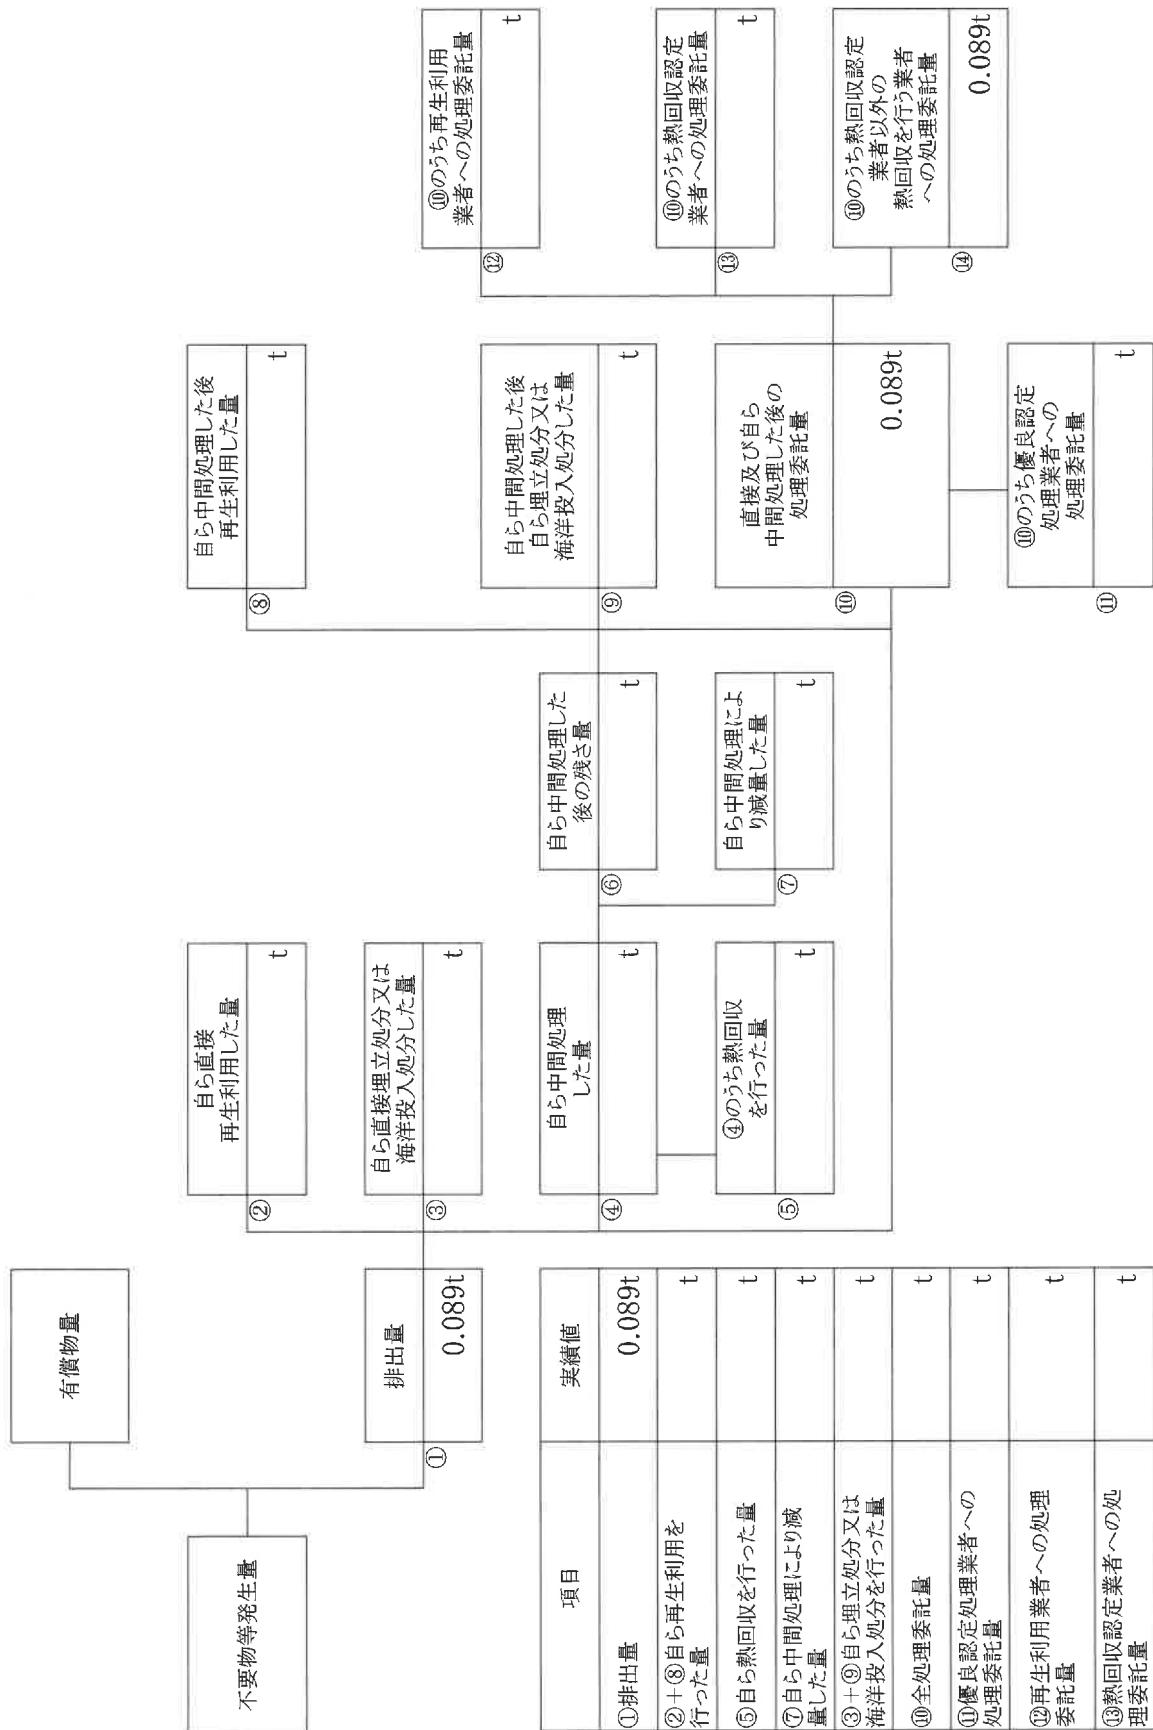 不要物等発生量
有償物量
排出量
①
0.089t
自ら直接
再生利用した量
②
t
自ら直接埋立処分又は
海洋投入処分した量
③
t
自ら中間処理
した量
④
t
④のうち熱回収
を行った量
⑤
t
自ら中間処理した
後の残さ量
⑥
t
自ら中間処理によ
り減量した量
⑦
t
自ら中間処理した後
再生利用した量
⑧
t
自ら中間処理した後
自ら埋立処分又は
海洋投入処分した量
⑨
t
直接及び自ら
中間処理した後の
処理委託量
⑩
0.089t
⑩のうち優良認定
処理業者への
処理委託量
⑪
t
⑩のうち再生利用
業者への処理委託量
⑫
t
⑩のうち熱回収認定
業者への処理委託量
⑬
t
⑩のうち熱回収認定
業者以外の
熱回収を行う業者
への処理委託量
⑭
0.089t
項目
実績値
①排出量
0.089t
②+⑧自ら再生利用を
行った量
t
⑤自ら熱回収を行った量
t
⑦自ら中間処理により減
量した量
t
③+⑨自ら埋立処分又は
海洋投入処分を行った量
t
⑩全処理委託量
t
⑪優良認定処理業者への
処理委託量
t
⑫再生利用業者への処理
委託量
t
⑬熱回収認定業者への処
理委託量
t